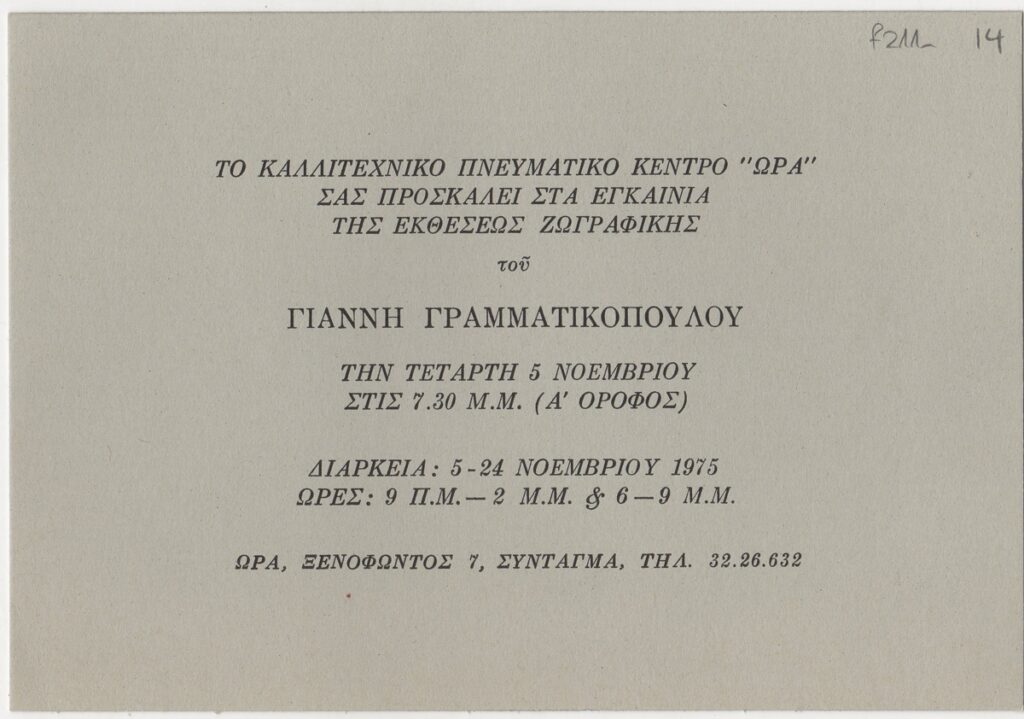 14
ΤΟ ΚΑΛΛΙΤΕΧΝΙΚΟ ΠΝΕΥΜΑΤΙΚΟ ΚΕΝΤΡΟ "ΩΡΑ"
ΣΑΣ ΠΡΟΣΚΑΛΕΙ ΣΤΑ ΕΓΚΑΙΝΙΑ
ΤΗΣ ΕΚΘΕΣΕΩΣ ΖΩΓΡΑΦΙΚΗΣ
τοῦ
ΓΙΑΝΝΗ ΓΡΑΜΜΑΤΙΚΟΠΟΥΛΟΥ
ΤΗΝ ΤΕΤΑΡΤΗ 5 ΝΟΕΜΒΡΙΟΥ
ΣΤΙΣ 7.30 Μ.Μ. (Α' ΟΡΟΦΟΣ)
ΔΙΑΡΚΕΙΑ: 5-24 ΝΟΕΜΒΡΙΟΥ 1975
ΩΡΕΣ: 9 Π.Μ. — 2 Μ.Μ. & 6 — 9 Μ.Μ.
ΩΡΑ, ΞΕΝΟΦΩΝΤΟΣ 7, ΣΥΝΤΑΓΜΑ, ΤΗΛ. 32.26.632